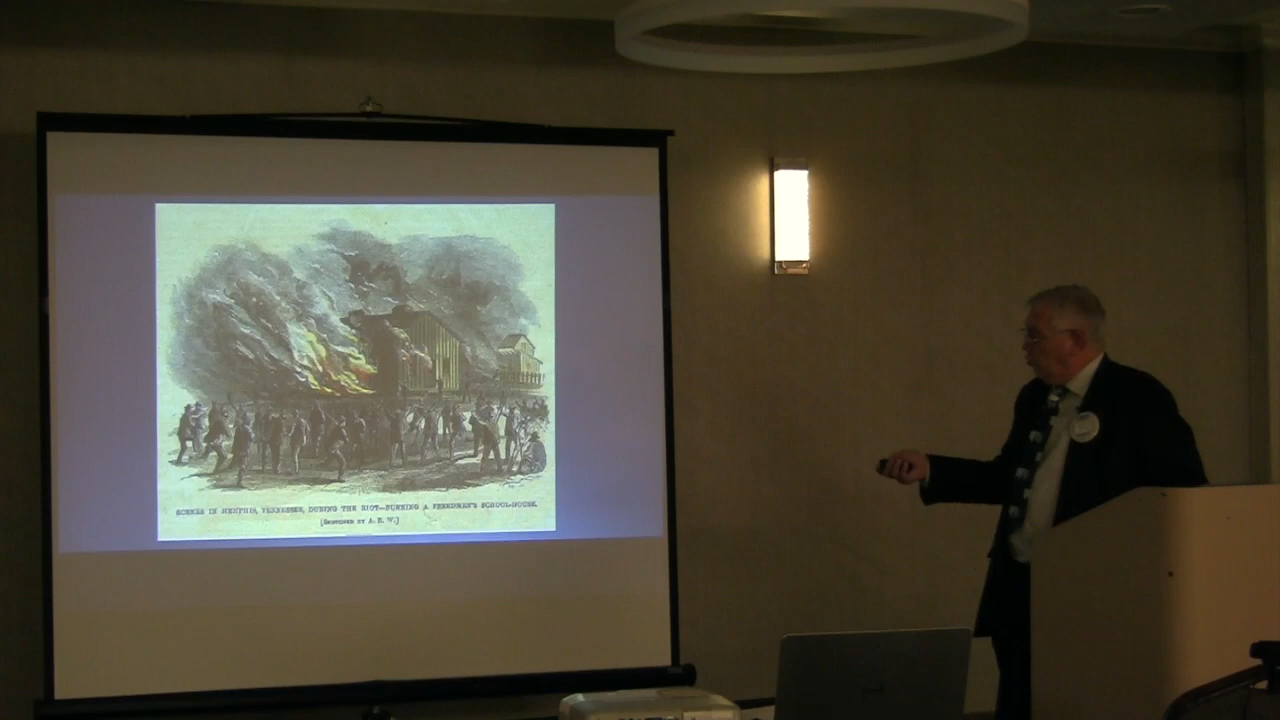 SCENES IN MEMPHIS, TENNESSEE, DURING THE RIOT—BURNING A FREEDMEN'S SCHOOL-HOUSE.
[SKETCHED BY A. R. W.]